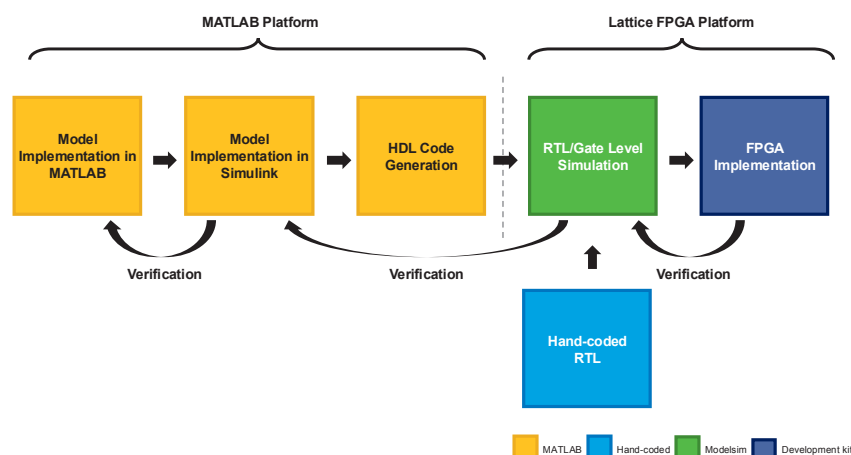 MATLAB Platform
Lattice FPGA Platform
Model
Implementation in
MATLAB
Model
Implementation in
Simulink
HDL Code
Generation
RTL/Gate Level
Simulation
FPGA
Implementation
Verification
Verification
Verification
Hand-coded
RTL
MATLAB
Hand-coded
Modelsim
Development kit